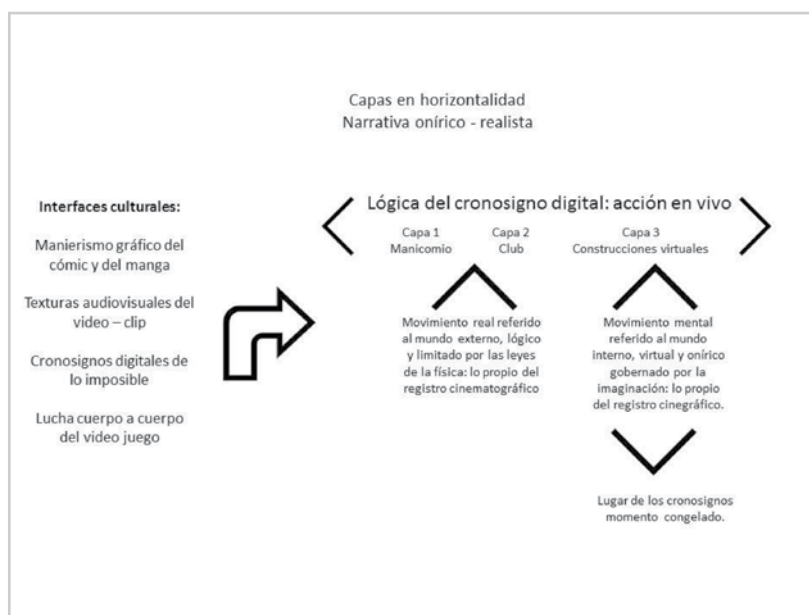 Capas en horizontalidad
Narrativa onírico - realista
Interfaces culturales:
Manierismo gráfico del
cómic y del manga
Texturas audiovisuales del
video – clip
Cronosignos digitales de
lo imposible
Lucha cuerpo a cuerpo
del video juego
Lógica del cronosigno digital: acción en vivo
Capa 1
Manicomio
Capa 2
Club
Capa 3
Construcciones virtuales
Movimiento real referido
al mundo externo, lógico
y limitado por las leyes
de la física: lo propio del
registro cinematográfico
Movimiento mental
referido al mundo
interno, virtual y onírico
gobernado por la
imaginación: lo propio
del registro cinegráfico.
Lugar de los cronosignos
momento congelado.